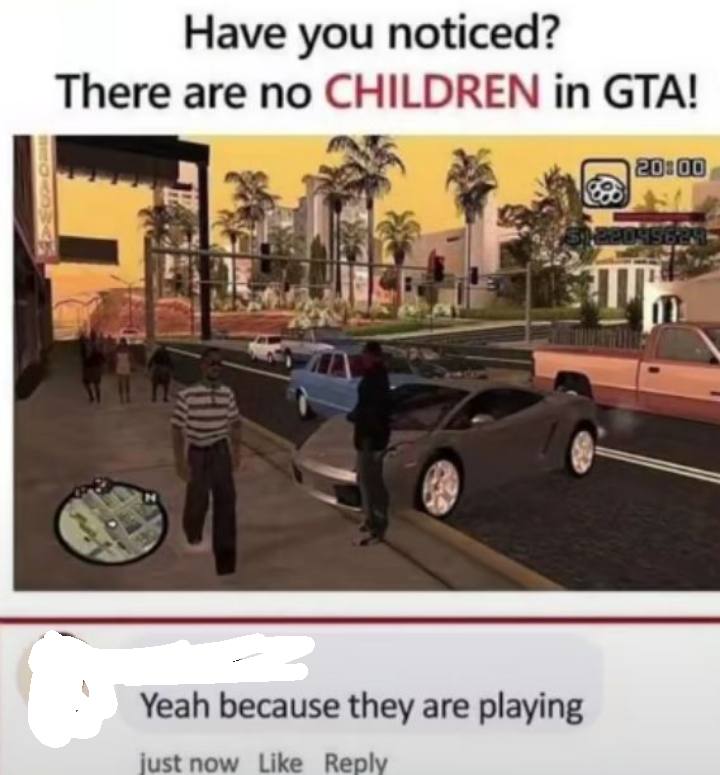 Have you noticed?
There are no CHILDREN in GTA!
BROADWAY
20:00
N
Yeah because they are playing
just now Like Reply